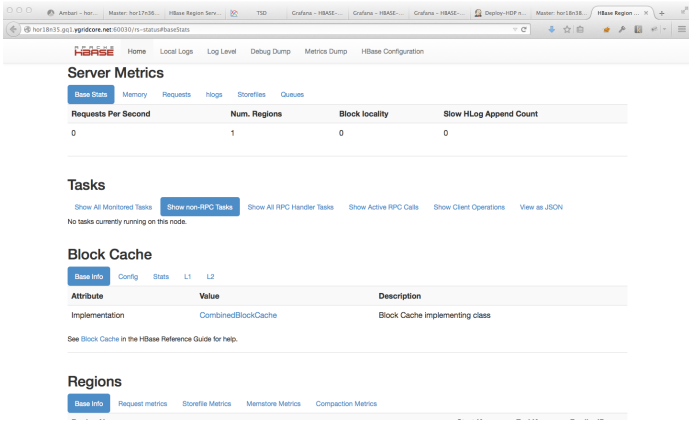 Ambari – hor...
Master: hor17n36...
HBase Region Serv...
TSD
Grafana – HBASE-...
Grafana – HBASE-...
Grafana – HBASE-...
Deploy-HDP n...
Master: hor18n38...
HBase Region ...
hor18n35.gq1.ygridcore.net:60030/rs-status#baseStats
APACHE
HBASE
Home Local Logs Log Level Debug Dump Metrics Dump HBase Configuration
Server Metrics
Base Stats Memory Requests hlogs Storefiles Queues
Requests Per Second Num. Regions Block locality Slow HLog Append Count
0 1 0 0
Tasks
Show All Monitored Tasks Show non-RPC Tasks Show All RPC Handler Tasks Show Active RPC Calls Show Client Operations View as JSON
No tasks currently running on this node.
Block Cache
Base Info Config Stats L1 L2
Attribute Value Description
Implementation CombinedBlockCache Block Cache implementing class
See Block Cache in the HBase Reference Guide for help.
Regions
Base Info Request metrics Storefile Metrics Memstore Metrics Compaction Metrics